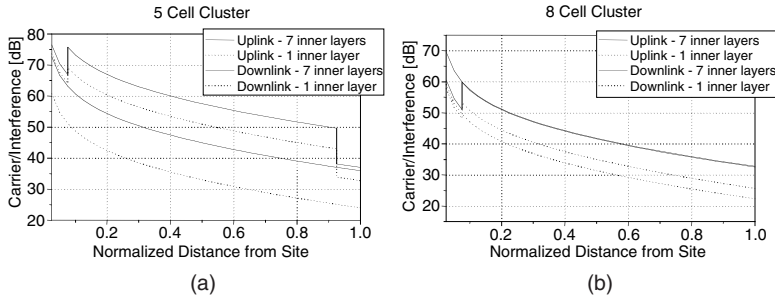 5 Cell Cluster
Carrier/Interference [dB]
80
70
60
50
40
30
20
Uplink - 7 inner layers
Uplink - 1 inner layer
Downlink - 7 inner layers
Downlink - 1 inner layer
0.2
0.4
0.6
0.8
1.0
Normalized Distance from Site
(a)
8 Cell Cluster
Carrier/Interference [dB]
70
60
50
40
30
20
Uplink - 7 inner layers
Uplink - 1 inner layer
Downlink - 7 inner layers
Downlink - 1 inner layer
0.2
0.4
0.6
0.8
1.0
Normalized Distance from Site
(b)